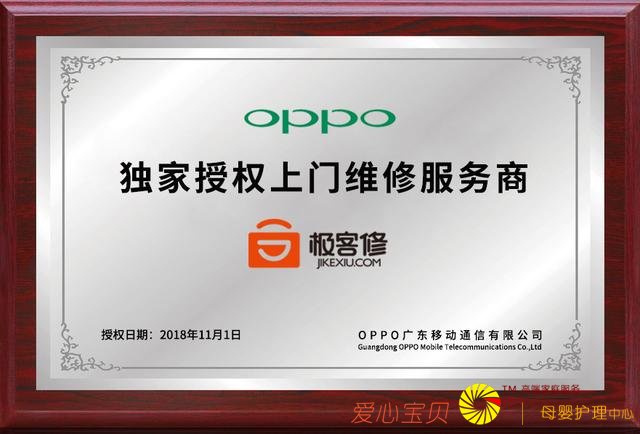 oppo
独家授权上门维修服务商
极客修
JIKEXIU.COM
授权日期：2018年11月1日
OPPO广东移动通信有限公司
Guangdong OPPO Mobile Telecommunications Co.,Ltd
TM 高端家庭服务
爱心宝贝 | 母婴护理中心